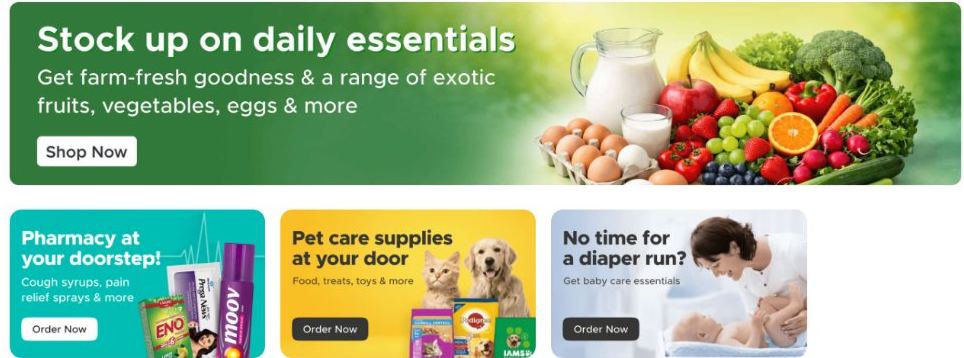 Stock up on daily essentials
Get farm-fresh goodness & a range of exotic
fruits, vegetables, eggs & more
Shop Now
Pharmacy at
your doorstep!
Cough syrups, pain
relief sprays & more
Order Now
ENO
Prega News
moov
Pet care supplies
at your door
Food, treats, toys & more
Order Now
Pedigree
IAMS
No time for
a diaper run?
Get baby care essentials
Order Now